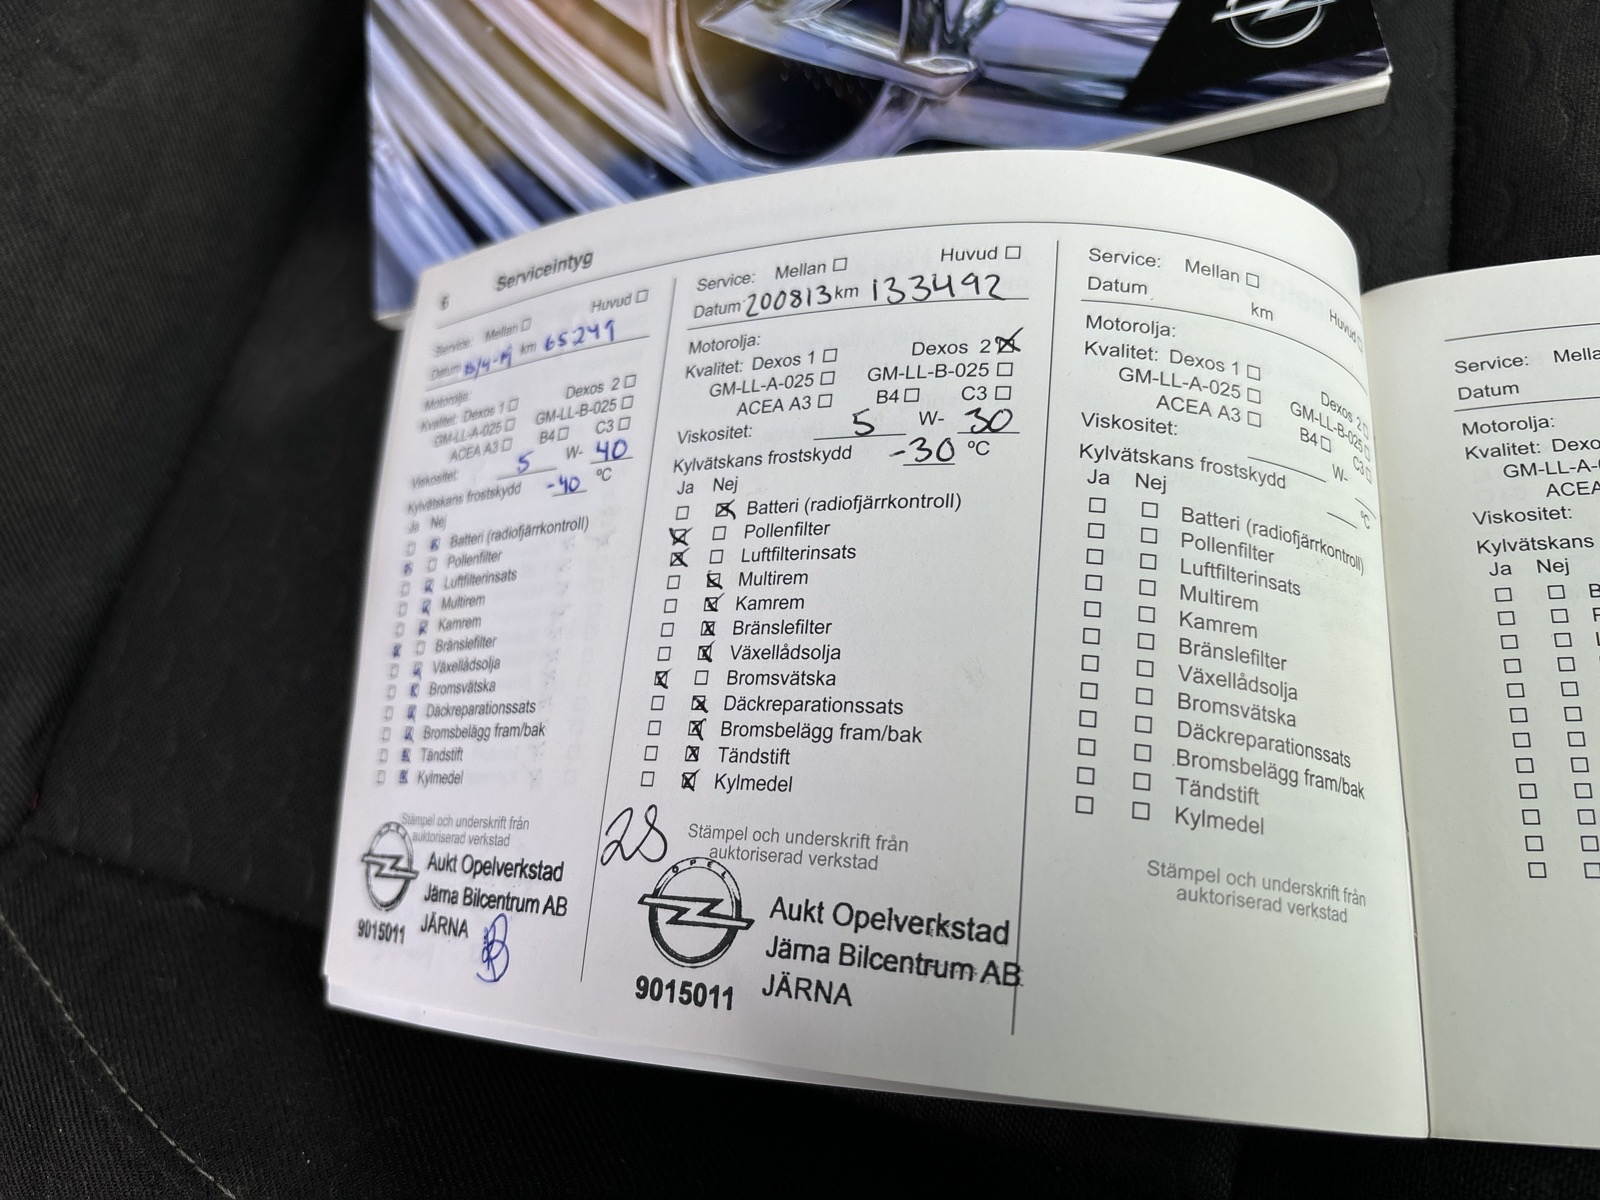 6 Serviceintyg
Service: Mellan ☐ Huvud ☐
Datum km 65249
Motorolja:
Kvalitet: Dexos 1 ☐ Dexos 2 ☐
GM-LL-A-025 ☐ GM-LL-B-025 ☐
ACEA A3 ☐ B4 ☐ C3 ☐
Viskositet: 5 W- 40
Kylvätskans frostskydd -40 °C
Ja Nej
☐ ☒ Batteri (radiofjärrkontroll)
☒ ☐ Pollenfilter
☐ ☒ Luftfilterinsats
☐ ☒ Multirem
☐ ☒ Kamrem
☒ ☐ Bränslefilter
☐ ☒ Växellådsolja
☐ ☒ Bromsvätska
☐ ☒ Däckreparationssats
☐ ☒ Bromsbelägg fram/bak
☐ ☒ Tändstift
☐ ☒ Kylmedel
Stämpel och underskrift från
auktoriserad verkstad
Aukt Opelverkstad
Järna Bilcentrum AB
9015011 JÄRNA
Service: Mellan ☐ Huvud ☐
Datum 200813 km 133492
Motorolja:
Kvalitet: Dexos 1 ☐ Dexos 2 ☒
GM-LL-A-025 ☐ GM-LL-B-025 ☐
ACEA A3 ☐ B4 ☐ C3 ☐
Viskositet: 5 W- 30
Kylvätskans frostskydd -30 °C
Ja Nej
☐ ☒ Batteri (radiofjärrkontroll)
☒ ☐ Pollenfilter
☒ ☐ Luftfilterinsats
☐ ☒ Multirem
☐ ☒ Kamrem
☐ ☒ Bränslefilter
☐ ☒ Växellådsolja
☒ ☐ Bromsvätska
☐ ☒ Däckreparationssats
☐ ☒ Bromsbelägg fram/bak
☐ ☒ Tändstift
☐ ☒ Kylmedel
Stämpel och underskrift från
auktoriserad verkstad
OPEL
Aukt Opelverkstad
Järna Bilcentrum AB
9015011 JÄRNA
Service: Mellan ☐ Huvud ☐
Datum km
Motorolja:
Kvalitet: Dexos 1 ☐ Dexos 2 ☐
GM-LL-A-025 ☐ GM-LL-B-025 ☐
ACEA A3 ☐ B4 ☐ C3 ☐
Viskositet: W-
Kylvätskans frostskydd °C
Ja Nej
☐ ☐ Batteri (radiofjärrkontroll)
☐ ☐ Pollenfilter
☐ ☐ Luftfilterinsats
☐ ☐ Multirem
☐ ☐ Kamrem
☐ ☐ Bränslefilter
☐ ☐ Växellådsolja
☐ ☐ Bromsvätska
☐ ☐ Däckreparationssats
☐ ☐ Bromsbelägg fram/bak
☐ ☐ Tändstift
☐ ☐ Kylmedel
Stämpel och underskrift från
auktoriserad verkstad
Service: Mella
Datum
Motorolja:
Kvalitet: Dexo
GM-LL-A-
ACEA
Viskositet:
Kylvätskans
Ja Nej